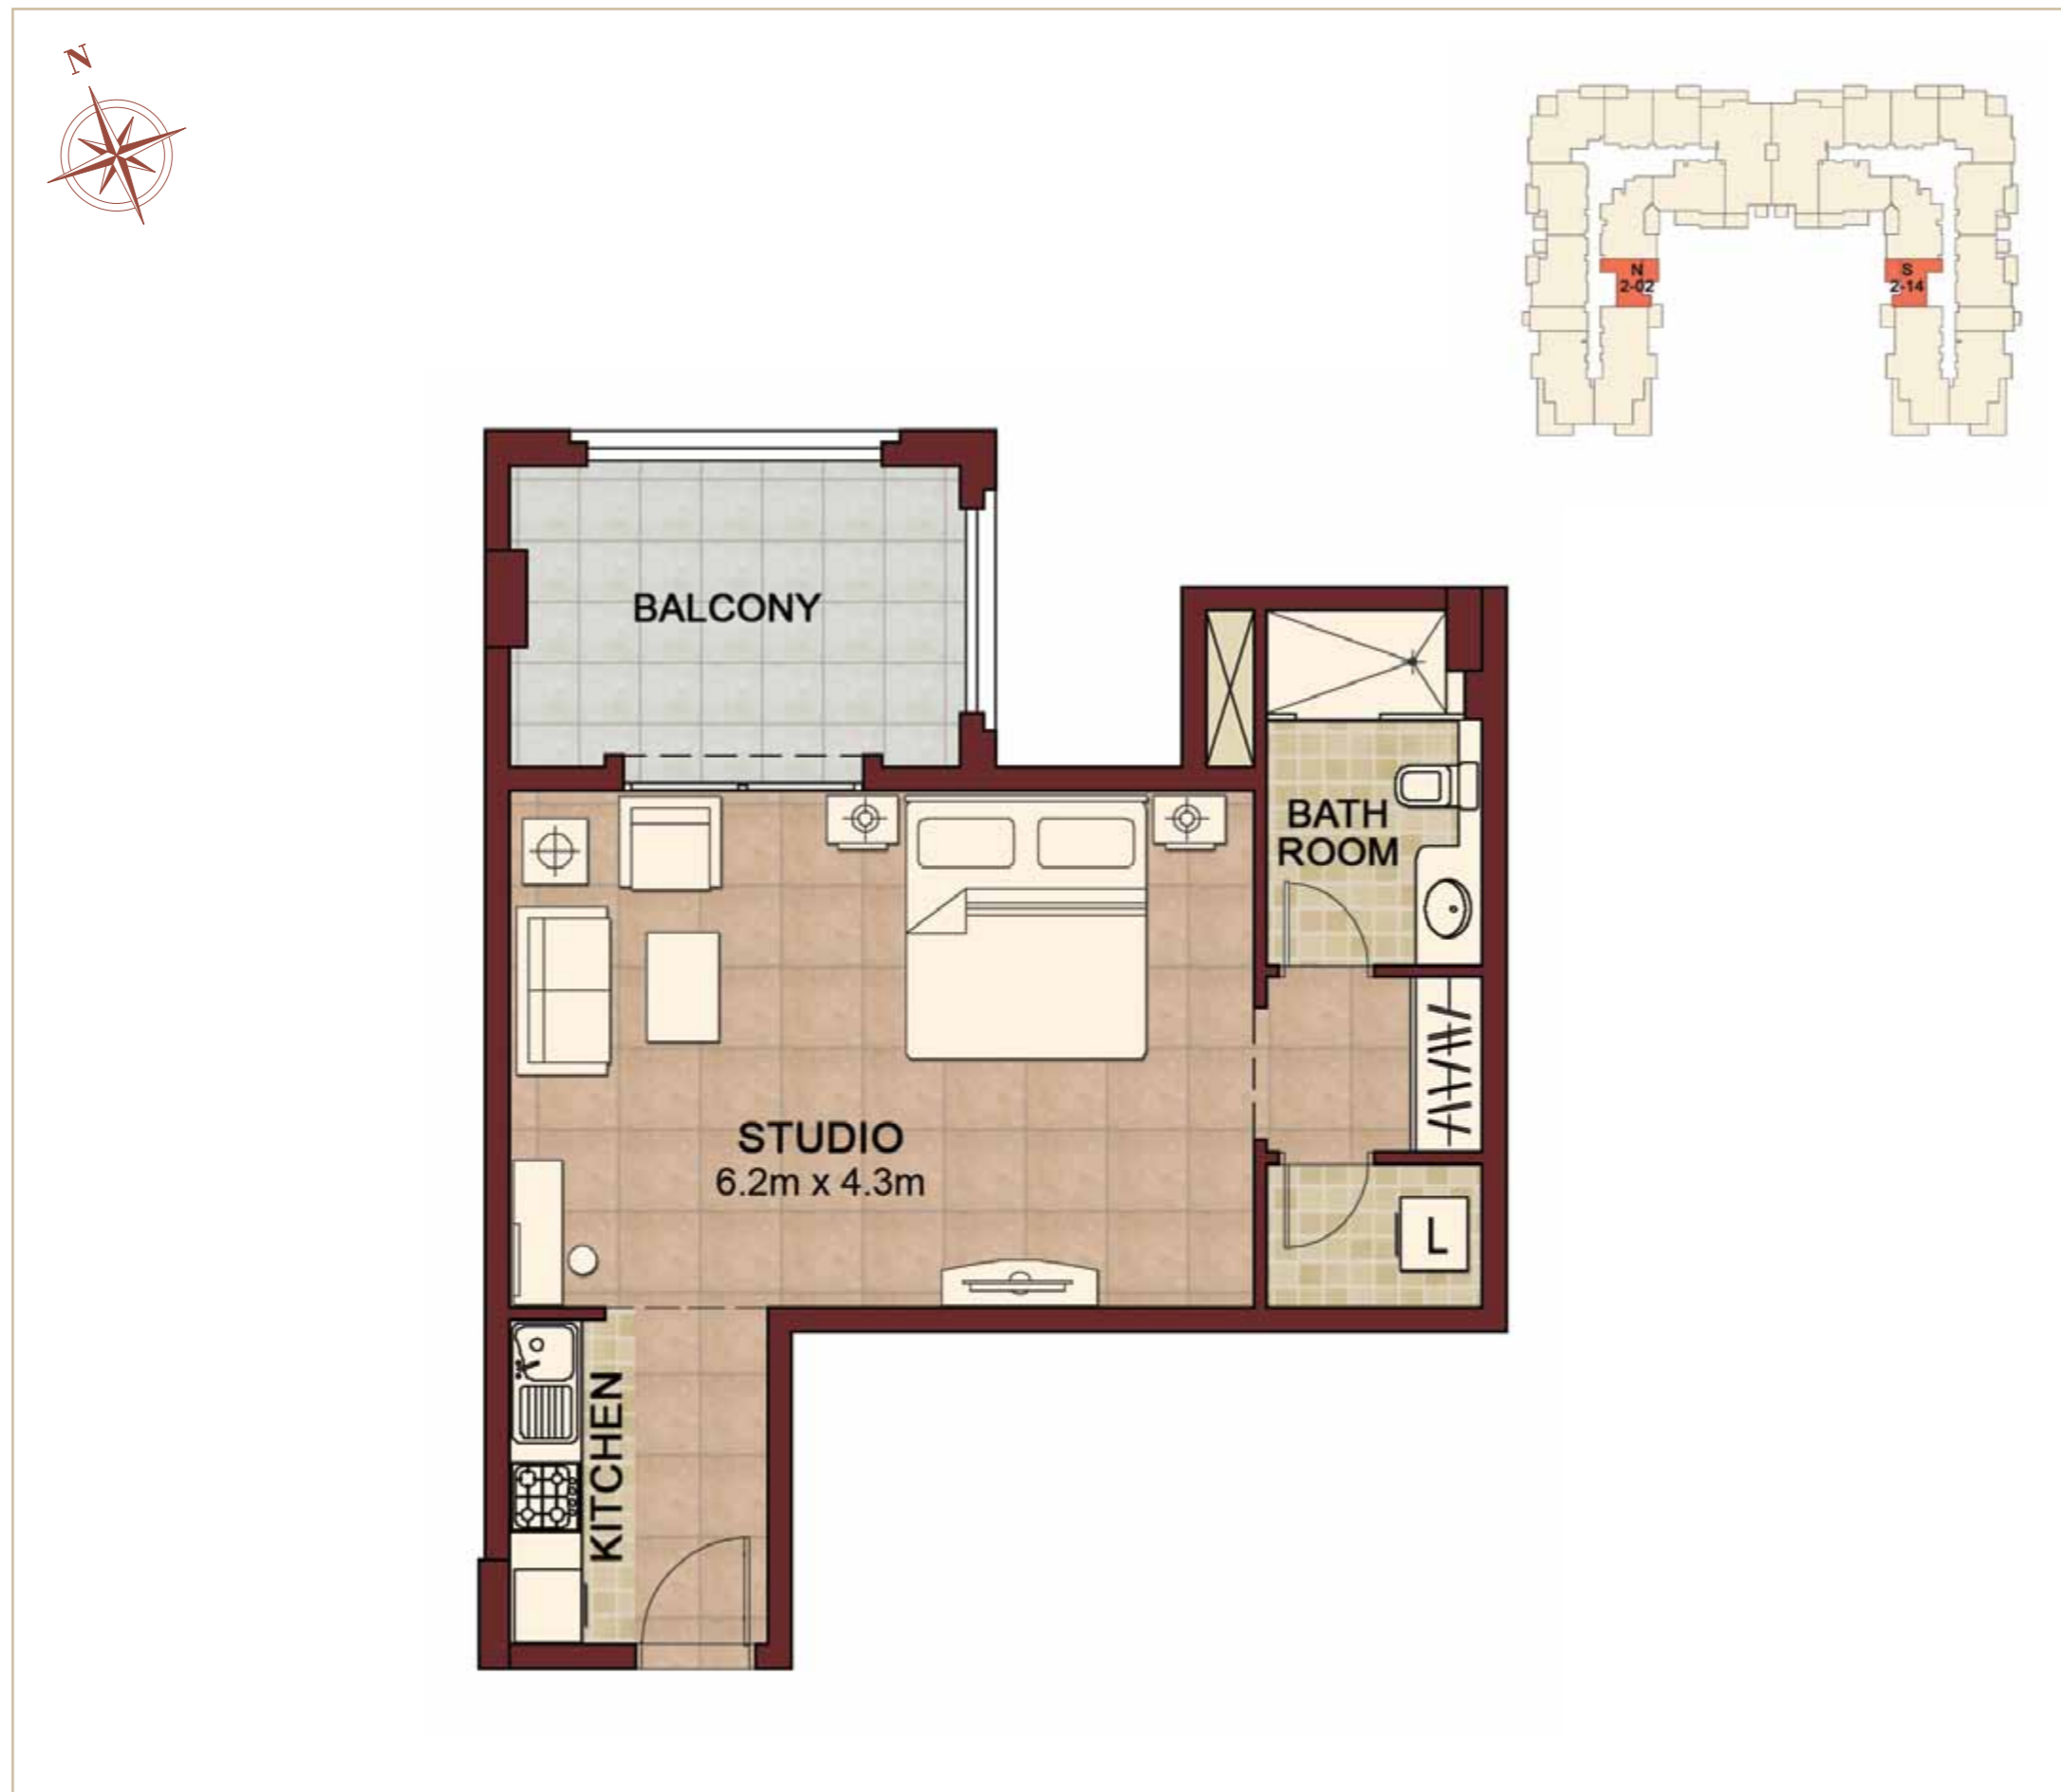 N
N
2-02
S
2-14
BALCONY
BATH
ROOM
STUDIO
6.2m x 4.3m
L
KITCHEN